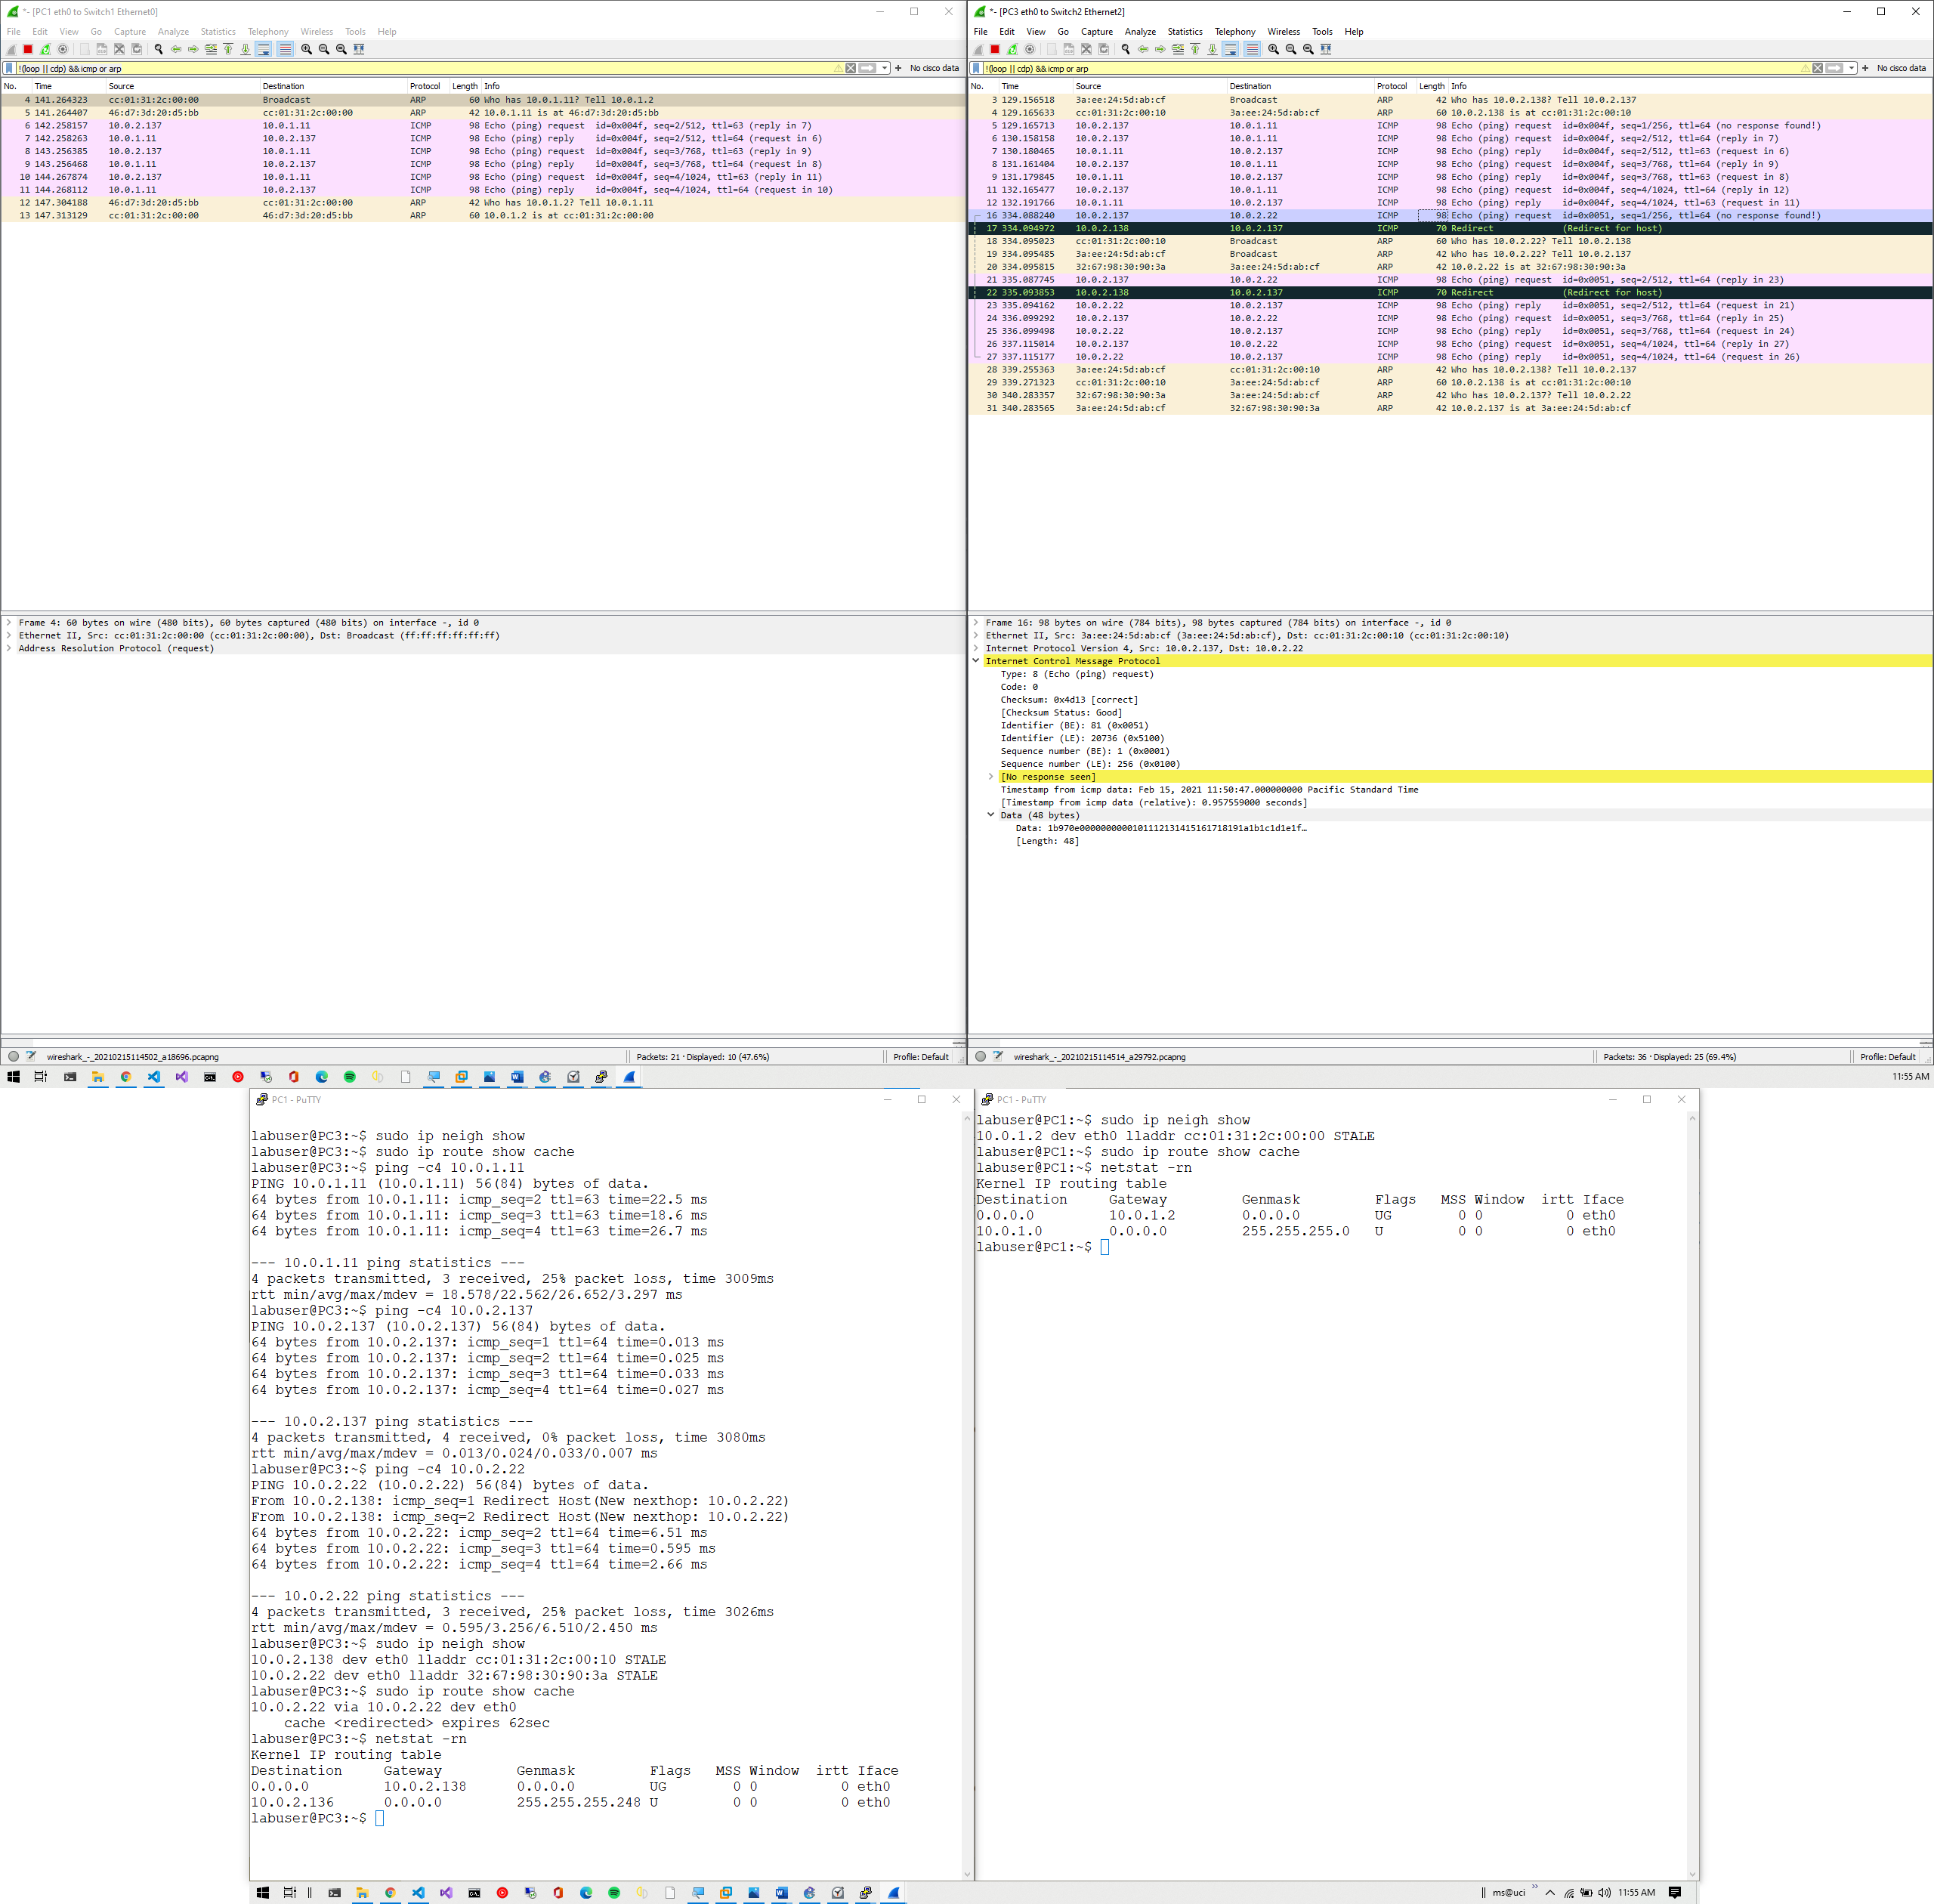 *- [PC1 eth0 to Switch1 Ethernet0]
File Edit View Go Capture Analyze Statistics Telephony Wireless Tools Help
!(loop || cdp) && icmp or arp
No cisco data
No. Time Source Destination Protocol Length Info
4 141.264323 cc:01:31:2c:00:00 Broadcast ARP 60 Who has 10.0.1.11? Tell 10.0.1.2
5 141.264407 46:d7:3d:20:d5:bb cc:01:31:2c:00:00 ARP 42 10.0.1.11 is at 46:d7:3d:20:d5:bb
6 142.258157 10.0.2.137 10.0.1.11 ICMP 98 Echo (ping) request id=0x004f, seq=2/512, ttl=63 (reply in 7)
7 142.258263 10.0.1.11 10.0.2.137 ICMP 98 Echo (ping) reply id=0x004f, seq=2/512, ttl=64 (request in 6)
8 143.256385 10.0.2.137 10.0.1.11 ICMP 98 Echo (ping) request id=0x004f, seq=3/768, ttl=63 (reply in 9)
9 143.256468 10.0.1.11 10.0.2.137 ICMP 98 Echo (ping) reply id=0x004f, seq=3/768, ttl=64 (request in 8)
10 144.267874 10.0.2.137 10.0.1.11 ICMP 98 Echo (ping) request id=0x004f, seq=4/1024, ttl=63 (reply in 11)
11 144.268112 10.0.1.11 10.0.2.137 ICMP 98 Echo (ping) reply id=0x004f, seq=4/1024, ttl=64 (request in 10)
12 147.304188 46:d7:3d:20:d5:bb cc:01:31:2c:00:00 ARP 42 Who has 10.0.1.2? Tell 10.0.1.11
13 147.313129 cc:01:31:2c:00:00 46:d7:3d:20:d5:bb ARP 60 10.0.1.2 is at cc:01:31:2c:00:00
Frame 4: 60 bytes on wire (480 bits), 60 bytes captured (480 bits) on interface -, id 0
Ethernet II, Src: cc:01:31:2c:00:00 (cc:01:31:2c:00:00), Dst: Broadcast (ff:ff:ff:ff:ff:ff)
Address Resolution Protocol (request)
wireshark_-_20210215114502_a18696.pcapng
Packets: 21 · Displayed: 10 (47.6%)
Profile: Default
*- [PC3 eth0 to Switch2 Ethernet2]
File Edit View Go Capture Analyze Statistics Telephony Wireless Tools Help
!(loop || cdp) && icmp or arp
No cisco data
No. Time Source Destination Protocol Length Info
3 129.156518 3a:ee:24:5d:ab:cf Broadcast ARP 42 Who has 10.0.2.138? Tell 10.0.2.137
4 129.165633 cc:01:31:2c:00:10 3a:ee:24:5d:ab:cf ARP 60 10.0.2.138 is at cc:01:31:2c:00:10
5 129.165713 10.0.2.137 10.0.1.11 ICMP 98 Echo (ping) request id=0x004f, seq=1/256, ttl=64 (no response found!)
6 130.158158 10.0.2.137 10.0.1.11 ICMP 98 Echo (ping) request id=0x004f, seq=2/512, ttl=64 (reply in 7)
7 130.180465 10.0.1.11 10.0.2.137 ICMP 98 Echo (ping) reply id=0x004f, seq=2/512, ttl=63 (request in 6)
8 131.161404 10.0.2.137 10.0.1.11 ICMP 98 Echo (ping) request id=0x004f, seq=3/768, ttl=64 (reply in 9)
9 131.179845 10.0.1.11 10.0.2.137 ICMP 98 Echo (ping) reply id=0x004f, seq=3/768, ttl=63 (request in 8)
11 132.165477 10.0.2.137 10.0.1.11 ICMP 98 Echo (ping) request id=0x004f, seq=4/1024, ttl=64 (reply in 12)
12 132.191766 10.0.1.11 10.0.2.137 ICMP 98 Echo (ping) reply id=0x004f, seq=4/1024, ttl=63 (request in 11)
16 334.088240 10.0.2.137 10.0.2.22 ICMP 98 Echo (ping) request id=0x0051, seq=1/256, ttl=64 (no response found!)
17 334.094972 10.0.2.138 10.0.2.137 ICMP 70 Redirect (Redirect for host)
18 334.095023 cc:01:31:2c:00:10 Broadcast ARP 60 Who has 10.0.2.22? Tell 10.0.2.138
19 334.095485 3a:ee:24:5d:ab:cf Broadcast ARP 42 Who has 10.0.2.22? Tell 10.0.2.137
20 334.095815 32:67:98:30:90:3a 3a:ee:24:5d:ab:cf ARP 42 10.0.2.22 is at 32:67:98:30:90:3a
21 335.087745 10.0.2.137 10.0.2.22 ICMP 98 Echo (ping) request id=0x0051, seq=2/512, ttl=64 (reply in 23)
22 335.093853 10.0.2.138 10.0.2.137 ICMP 70 Redirect (Redirect for host)
23 335.094162 10.0.2.22 10.0.2.137 ICMP 98 Echo (ping) reply id=0x0051, seq=2/512, ttl=64 (request in 21)
24 336.099292 10.0.2.137 10.0.2.22 ICMP 98 Echo (ping) request id=0x0051, seq=3/768, ttl=64 (reply in 25)
25 336.099498 10.0.2.22 10.0.2.137 ICMP 98 Echo (ping) reply id=0x0051, seq=3/768, ttl=64 (request in 24)
26 337.115014 10.0.2.137 10.0.2.22 ICMP 98 Echo (ping) request id=0x0051, seq=4/1024, ttl=64 (reply in 27)
27 337.115177 10.0.2.22 10.0.2.137 ICMP 98 Echo (ping) reply id=0x0051, seq=4/1024, ttl=64 (request in 26)
28 339.255363 3a:ee:24:5d:ab:cf cc:01:31:2c:00:10 ARP 42 Who has 10.0.2.138? Tell 10.0.2.137
29 339.271323 cc:01:31:2c:00:10 3a:ee:24:5d:ab:cf ARP 60 10.0.2.138 is at cc:01:31:2c:00:10
30 340.283357 32:67:98:30:90:3a 3a:ee:24:5d:ab:cf ARP 42 Who has 10.0.2.137? Tell 10.0.2.22
31 340.283565 3a:ee:24:5d:ab:cf 32:67:98:30:90:3a ARP 42 10.0.2.137 is at 3a:ee:24:5d:ab:cf
Frame 16: 98 bytes on wire (784 bits), 98 bytes captured (784 bits) on interface -, id 0
Ethernet II, Src: 3a:ee:24:5d:ab:cf (3a:ee:24:5d:ab:cf), Dst: cc:01:31:2c:00:10 (cc:01:31:2c:00:10)
Internet Protocol Version 4, Src: 10.0.2.137, Dst: 10.0.2.22
Internet Control Message Protocol
Type: 8 (Echo (ping) request)
Code: 0
Checksum: 0x4d13 [correct]
[Checksum Status: Good]
Identifier (BE): 81 (0x0051)
Identifier (LE): 20736 (0x5100)
Sequence number (BE): 1 (0x0001)
Sequence number (LE): 256 (0x0100)
[No response seen]
Timestamp from icmp data: Feb 15, 2021 11:50:47.000000000 Pacific Standard Time
[Timestamp from icmp data (relative): 0.957559000 seconds]
Data (48 bytes)
Data: 1b970e0000000000101112131415161718191a1b1c1d1e1f…
[Length: 48]
wireshark_-_20210215114514_a29792.pcapng
Packets: 36 · Displayed: 25 (69.4%)
Profile: Default
11:55 AM
PC1 - PuTTY
labuser@PC3:~$ sudo ip neigh show
labuser@PC3:~$ sudo ip route show cache
labuser@PC3:~$ ping -c4 10.0.1.11
PING 10.0.1.11 (10.0.1.11) 56(84) bytes of data.
64 bytes from 10.0.1.11: icmp_seq=2 ttl=63 time=22.5 ms
64 bytes from 10.0.1.11: icmp_seq=3 ttl=63 time=18.6 ms
64 bytes from 10.0.1.11: icmp_seq=4 ttl=63 time=26.7 ms
--- 10.0.1.11 ping statistics ---
4 packets transmitted, 3 received, 25% packet loss, time 3009ms
rtt min/avg/max/mdev = 18.578/22.562/26.652/3.297 ms
labuser@PC3:~$ ping -c4 10.0.2.137
PING 10.0.2.137 (10.0.2.137) 56(84) bytes of data.
64 bytes from 10.0.2.137: icmp_seq=1 ttl=64 time=0.013 ms
64 bytes from 10.0.2.137: icmp_seq=2 ttl=64 time=0.025 ms
64 bytes from 10.0.2.137: icmp_seq=3 ttl=64 time=0.033 ms
64 bytes from 10.0.2.137: icmp_seq=4 ttl=64 time=0.027 ms
--- 10.0.2.137 ping statistics ---
4 packets transmitted, 4 received, 0% packet loss, time 3080ms
rtt min/avg/max/mdev = 0.013/0.024/0.033/0.007 ms
labuser@PC3:~$ ping -c4 10.0.2.22
PING 10.0.2.22 (10.0.2.22) 56(84) bytes of data.
From 10.0.2.138: icmp_seq=1 Redirect Host(New nexthop: 10.0.2.22)
From 10.0.2.138: icmp_seq=2 Redirect Host(New nexthop: 10.0.2.22)
64 bytes from 10.0.2.22: icmp_seq=2 ttl=64 time=6.51 ms
64 bytes from 10.0.2.22: icmp_seq=3 ttl=64 time=0.595 ms
64 bytes from 10.0.2.22: icmp_seq=4 ttl=64 time=2.66 ms
--- 10.0.2.22 ping statistics ---
4 packets transmitted, 3 received, 25% packet loss, time 3026ms
rtt min/avg/max/mdev = 0.595/3.256/6.510/2.450 ms
labuser@PC3:~$ sudo ip neigh show
10.0.2.138 dev eth0 lladdr cc:01:31:2c:00:10 STALE
10.0.2.22 dev eth0 lladdr 32:67:98:30:90:3a STALE
labuser@PC3:~$ sudo ip route show cache
10.0.2.22 via 10.0.2.22 dev eth0
cache <redirected> expires 62sec
labuser@PC3:~$ netstat -rn
Kernel IP routing table
Destination Gateway Genmask Flags MSS Window irtt Iface
0.0.0.0 10.0.2.138 0.0.0.0 UG 0 0 0 eth0
10.0.2.136 0.0.0.0 255.255.255.248 U 0 0 0 eth0
labuser@PC3:~$
PC1 - PuTTY
labuser@PC1:~$ sudo ip neigh show
10.0.1.2 dev eth0 lladdr cc:01:31:2c:00:00 STALE
labuser@PC1:~$ sudo ip route show cache
labuser@PC1:~$ netstat -rn
Kernel IP routing table
Destination Gateway Genmask Flags MSS Window irtt Iface
0.0.0.0 10.0.1.2 0.0.0.0 UG 0 0 0 eth0
10.0.1.0 0.0.0.0 255.255.255.0 U 0 0 0 eth0
labuser@PC1:~$
ms@uci
11:55 AM